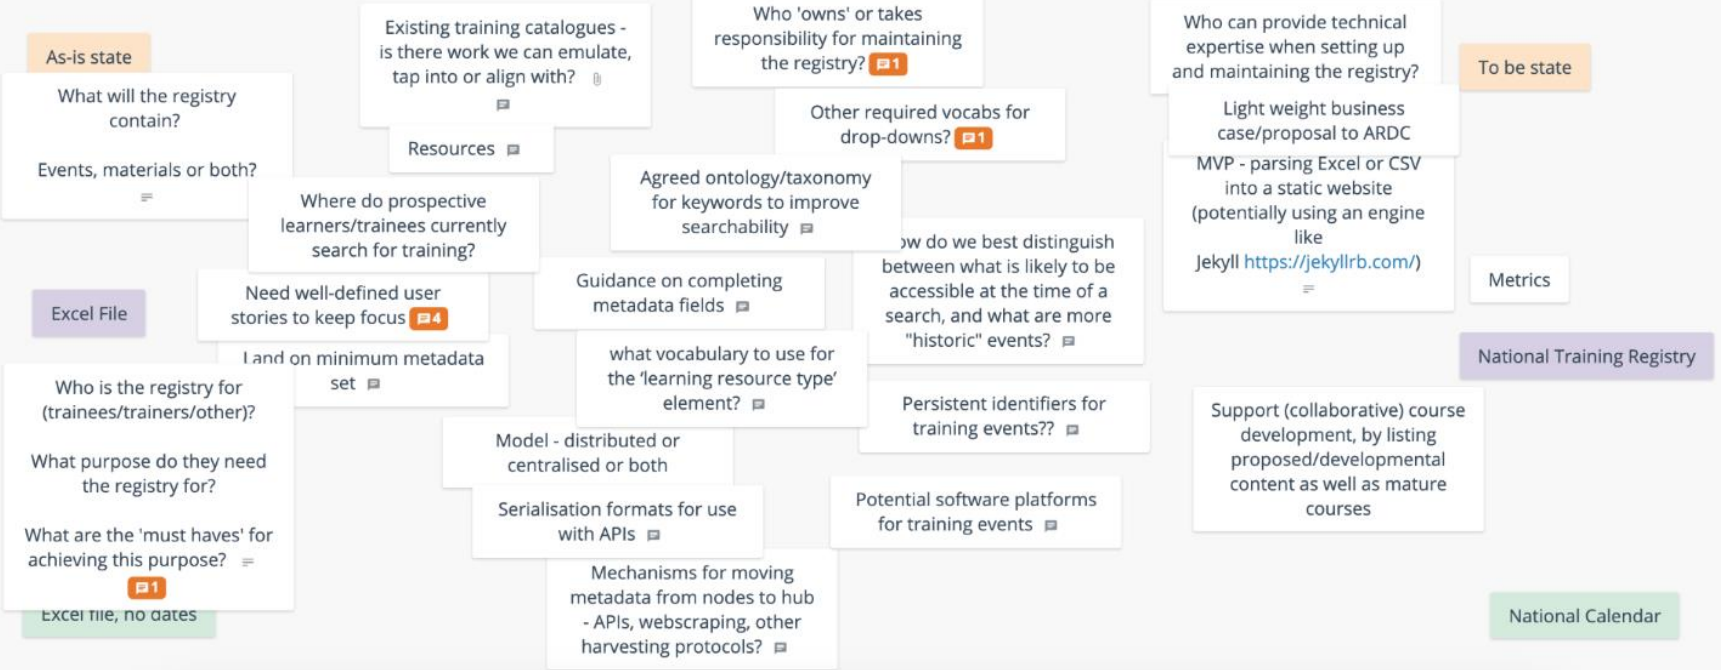 As-is state
What will the registry
contain?
Events, materials or both?
Existing training catalogues -
is there work we can emulate,
tap into or align with?
Resources
Who 'owns' or takes
responsibility for maintaining
the registry? 1
Other required vocabs for
drop-downs? 1
Who can provide technical
expertise when setting up
and maintaining the registry?
To be state
Light weight business
case/proposal to ARDC
MVP - parsing Excel or CSV
into a static website
(potentially using an engine
like
Jekyll https://jekyllrb.com/)
Where do prospective
learners/trainees currently
search for training?
Agreed ontology/taxonomy
for keywords to improve
searchability
ow do we best distinguish
between what is likely to be
accessible at the time of a
search, and what are more
"historic" events?
Excel File
Need well-defined user
stories to keep focus 4
Guidance on completing
metadata fields
Metrics
Land on minimum metadata
set
what vocabulary to use for
the ‘learning resource type’
element?
National Training Registry
Who is the registry for
(trainees/trainers/other)?
What purpose do they need
the registry for?
What are the 'must haves' for
achieving this purpose?
1
Model - distributed or
centralised or both
Persistent identifiers for
training events??
Support (collaborative) course
development, by listing
proposed/developmental
content as well as mature
courses
Serialisation formats for use
with APIs
Potential software platforms
for training events
Mechanisms for moving
metadata from nodes to hub
- APIs, webscraping, other
harvesting protocols?
Excel file, no dates
National Calendar